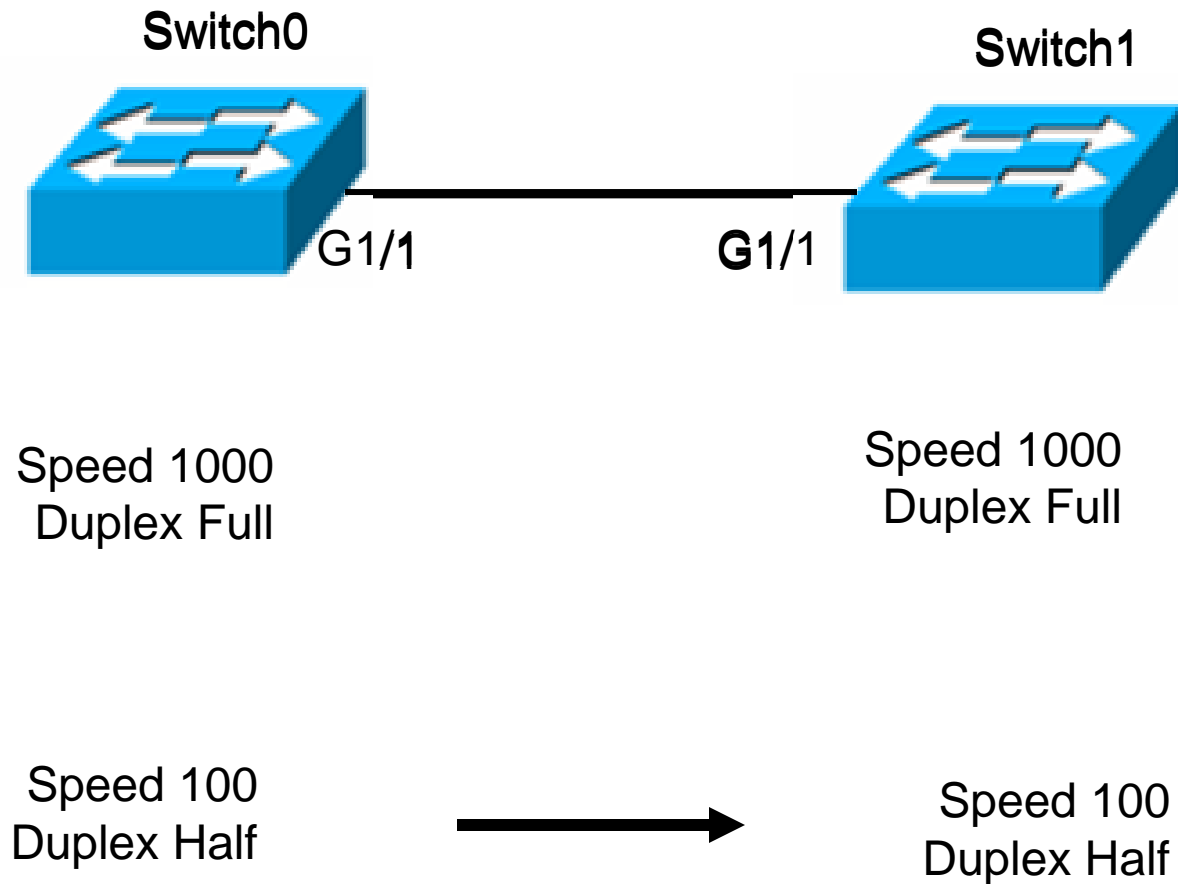 Switch0
Switch1
G1/1
G1/1
Speed 1000
Duplex Full
Speed 1000
Duplex Full
Speed 100
Duplex Half
Speed 100
Duplex Half